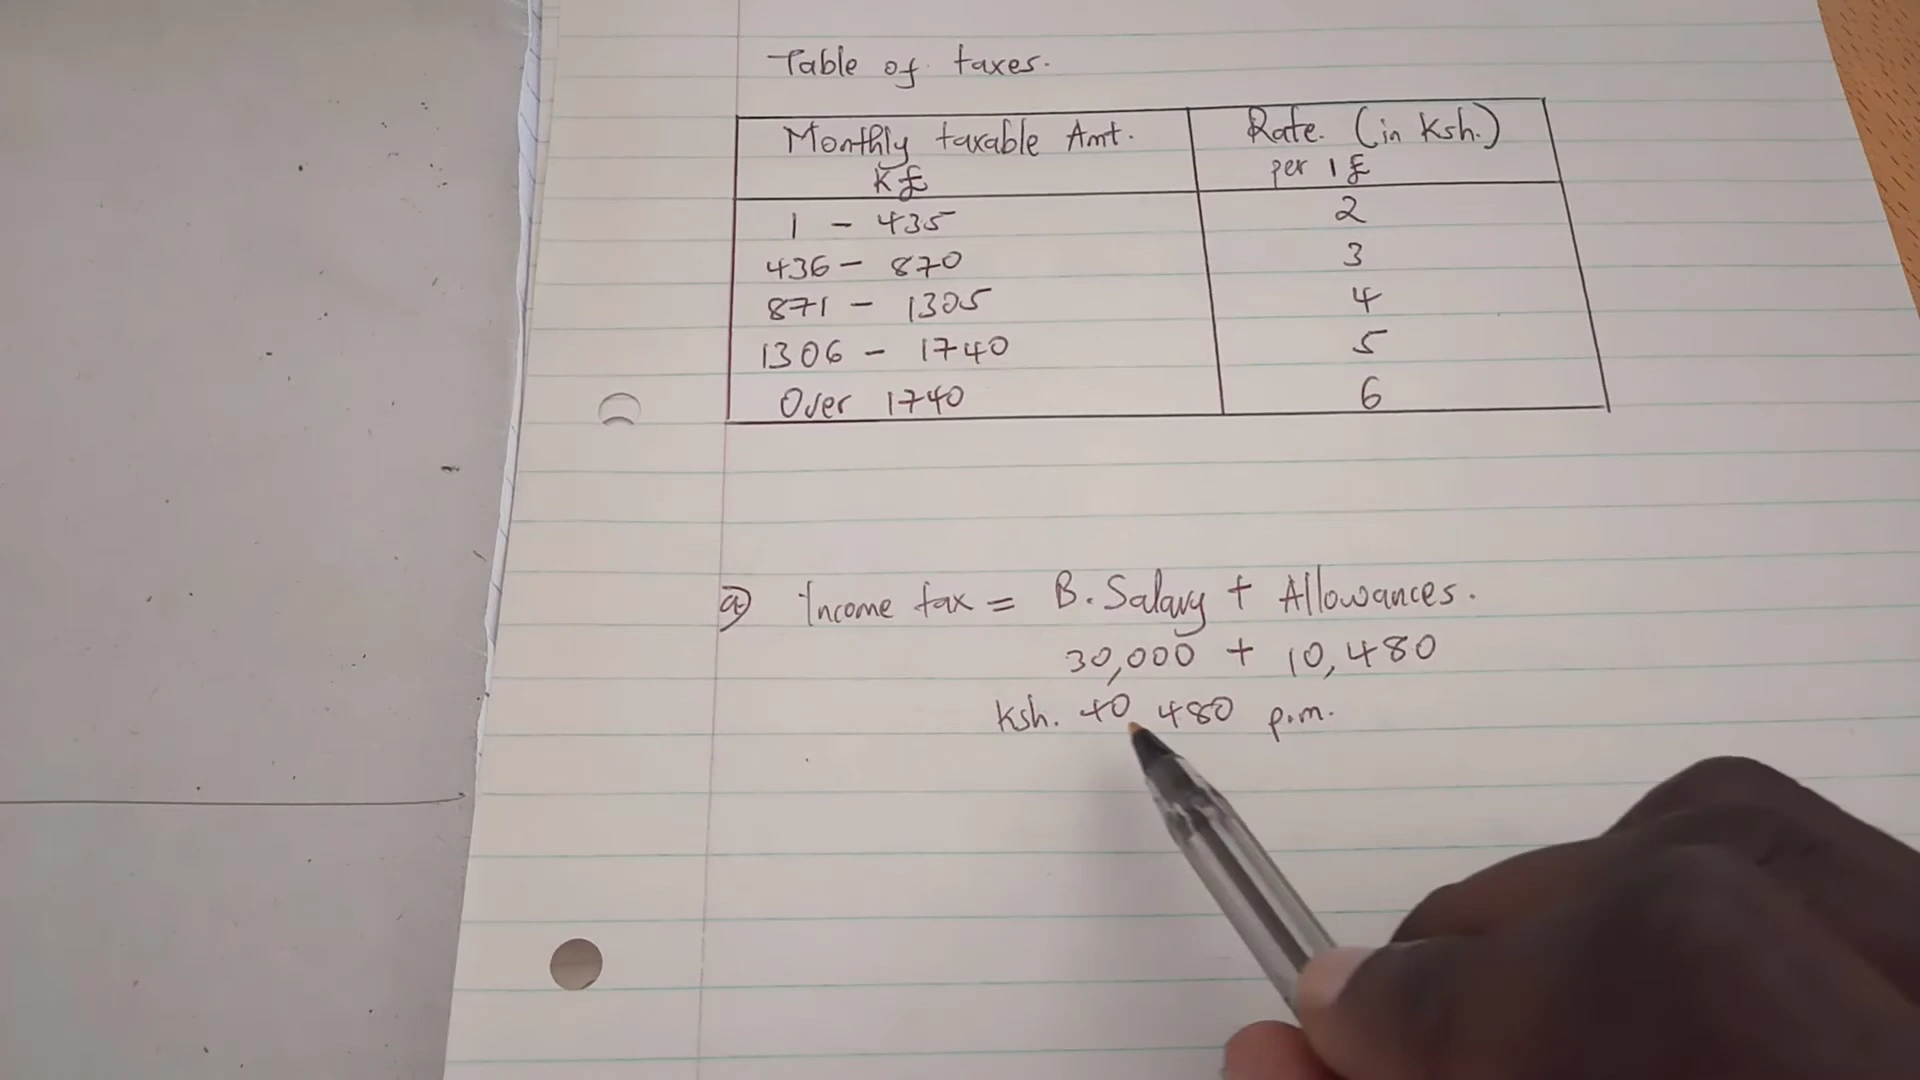 Table of taxes.
Monthly taxable Amt. Rate. (in Ksh.)
K£ per 1 £
1 - 435 2
436 - 870 3
871 - 1305 4
1306 - 1740 5
Over 1740 6
a) Income tax = B. Salary + Allowances.
30,000 + 10,480
Ksh. 40 480 p.m.